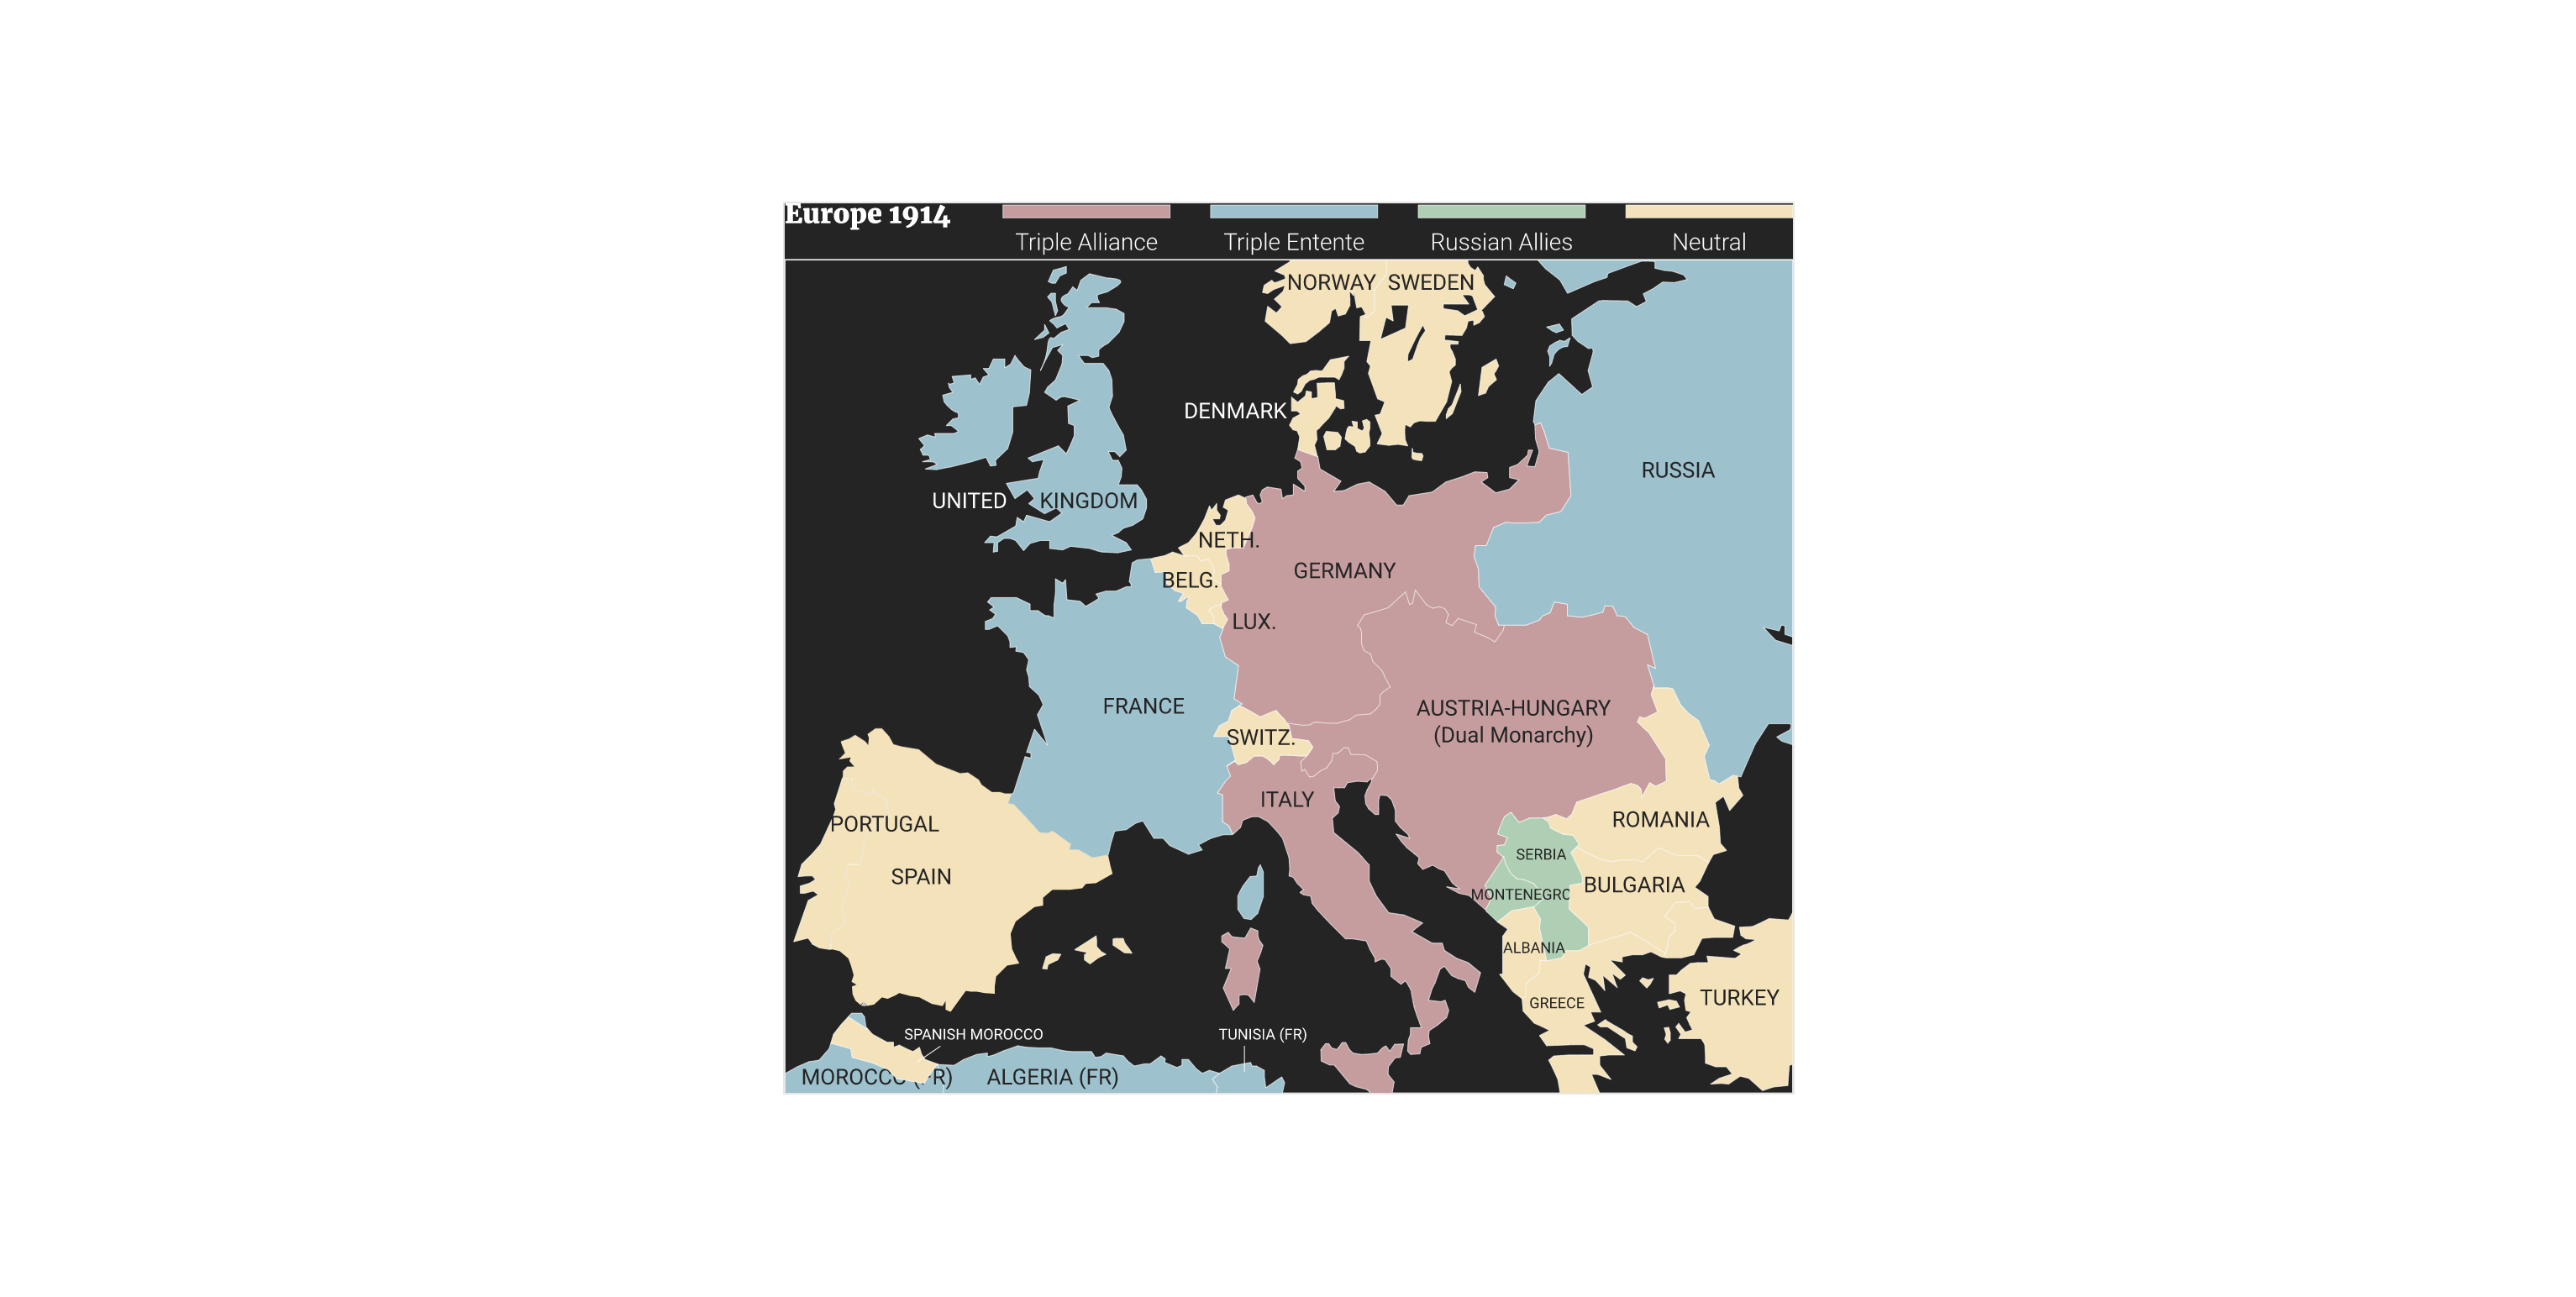 Europe 1914
Triple Alliance
Triple Entente
Russian Allies
Neutral
NORWAY
SWEDEN
DENMARK
RUSSIA
UNITED KINGDOM
NETH.
GERMANY
BELG.
LUX.
FRANCE
AUSTRIA-HUNGARY
(Dual Monarchy)
SWITZ.
ITALY
PORTUGAL
ROMANIA
SERBIA
SPAIN
BULGARIA
MONTENEGRO
ALBANIA
TURKEY
GREECE
SPANISH MOROCCO
TUNISIA (FR)
MOROCCO (FR)
ALGERIA (FR)